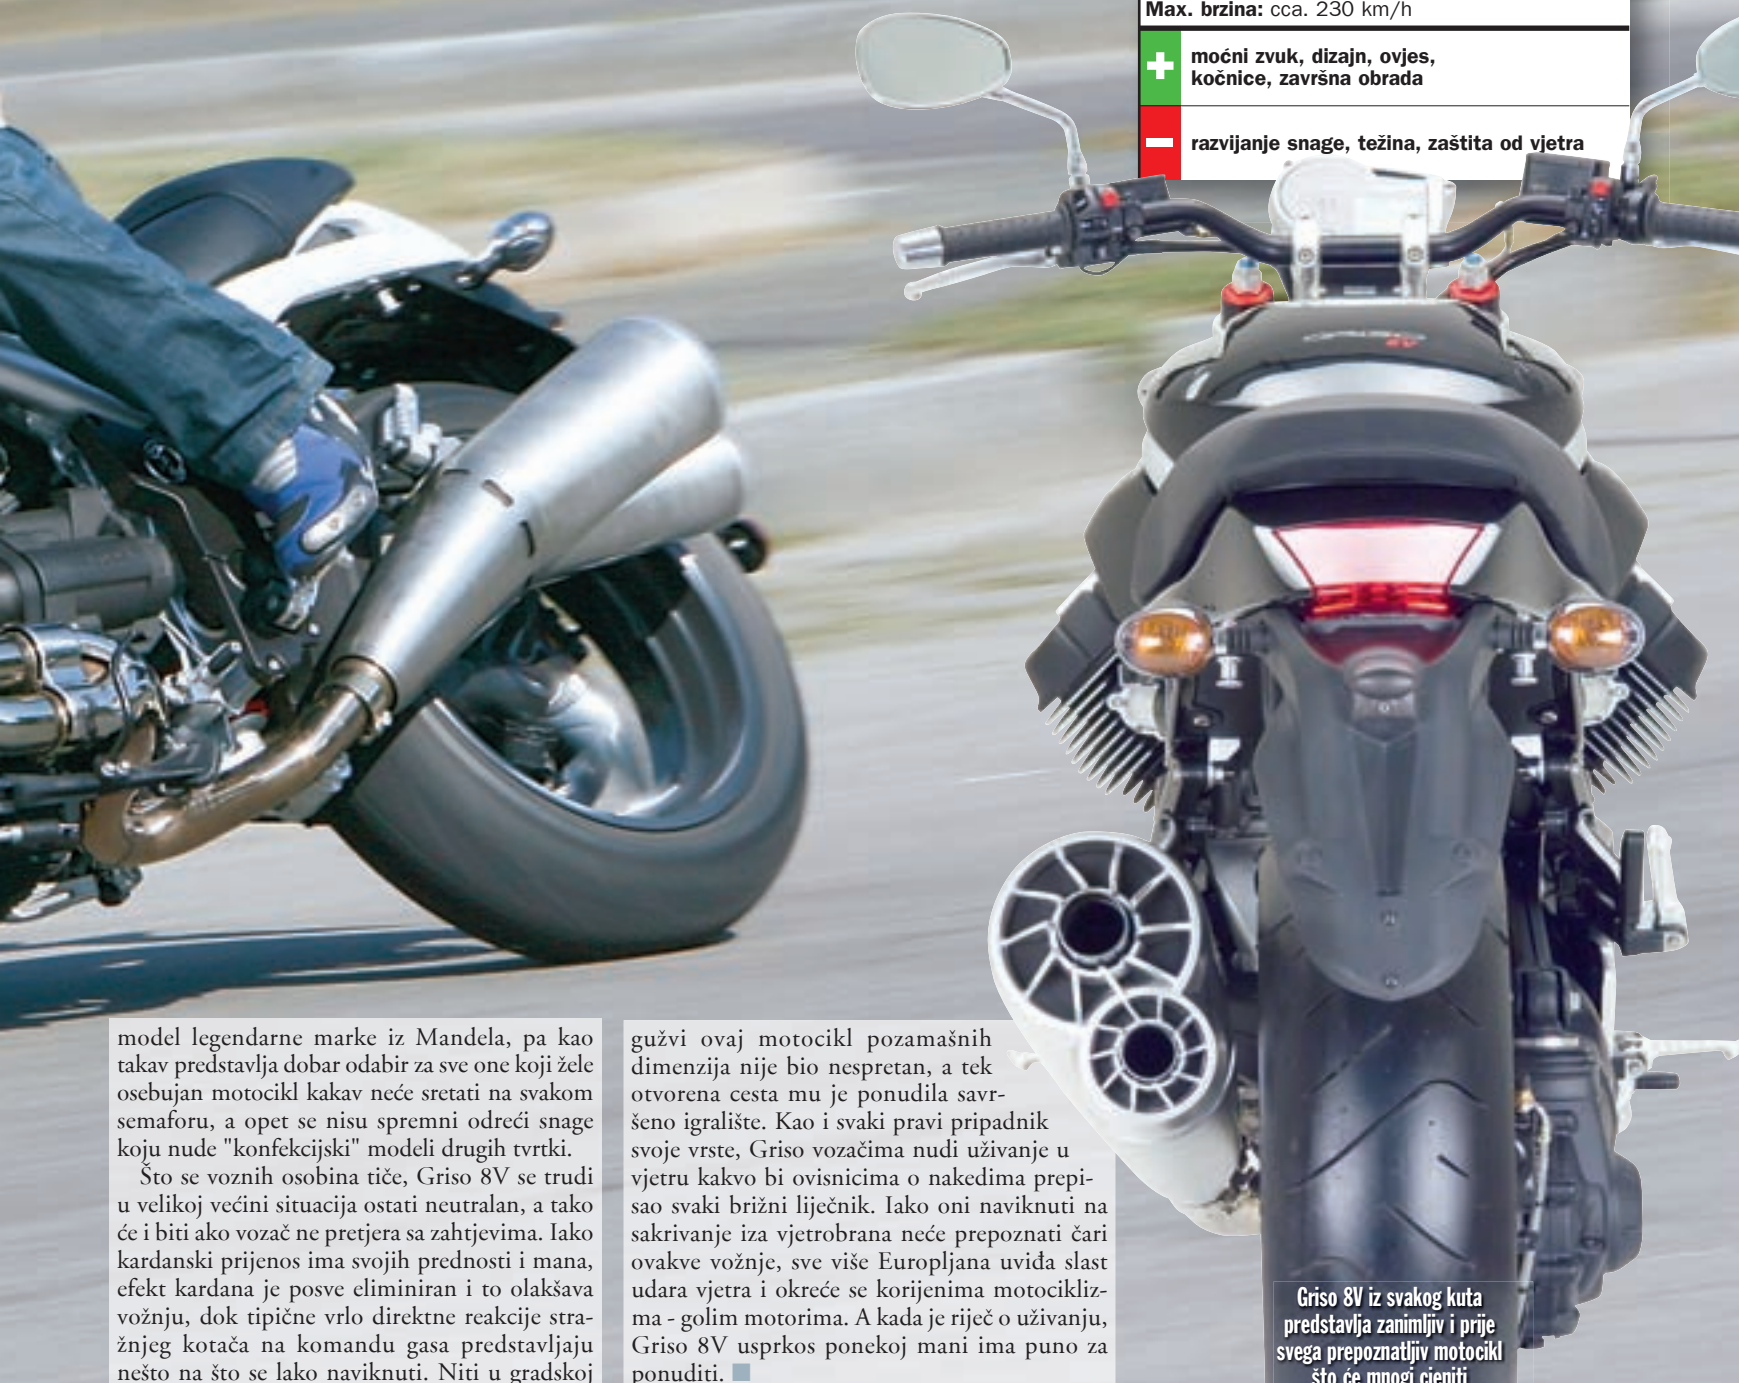 Max. brzina: cca. 230 km/h
moćni zvuk, dizajn, ovjes,
kočnice, završna obrada
razvijanje snage, težina, zaštita od vjetra
8V
model legendarne marke iz Mandela, pa kao
takav predstavlja dobar odabir za sve one koji žele
osebujan motocikl kakav neće sretati na svakom
semaforu, a opet se nisu spremni odreći snage
koju nude "konfekcijski" modeli drugih tvrtki.
Što se voznih osobina tiče, Griso 8V se trudi
u velikoj većini situacija ostati neutralan, a tako
će i biti ako vozač ne pretjera sa zahtjevima. Iako
kardanski prijenos ima svojih prednosti i mana,
efekt kardana je posve eliminiran i to olakšava
vožnju, dok tipične vrlo direktne reakcije stra-
žnjeg kotača na komandu gasa predstavljaju
nešto na što se lako naviknuti. Niti u gradskoj
gužvi ovaj motocikl pozamašnih
dimenzija nije bio nespretan, a tek
otvorena cesta mu je ponudila savr-
šeno igralište. Kao i svaki pravi pripadnik
svoje vrste, Griso vozačima nudi uživanje u
vjetru kakvo bi ovisnicima o nakedima prepi-
sao svaki brižni liječnik. Iako oni naviknuti na
sakrivanje iza vjetrobrana neće prepoznati čari
ovakve vožnje, sve više Europljana uviđa slast
udara vjetra i okreće se korijenima motocikliz-
ma - golim motorima. A kada je riječ o uživanju,
Griso 8V usprkos ponekoj mani ima puno za
ponuditi.
Griso 8V iz svakog kuta
predstavlja zanimljiv i prije
svega prepoznatljiv motocikl
što će mnogi cijeniti